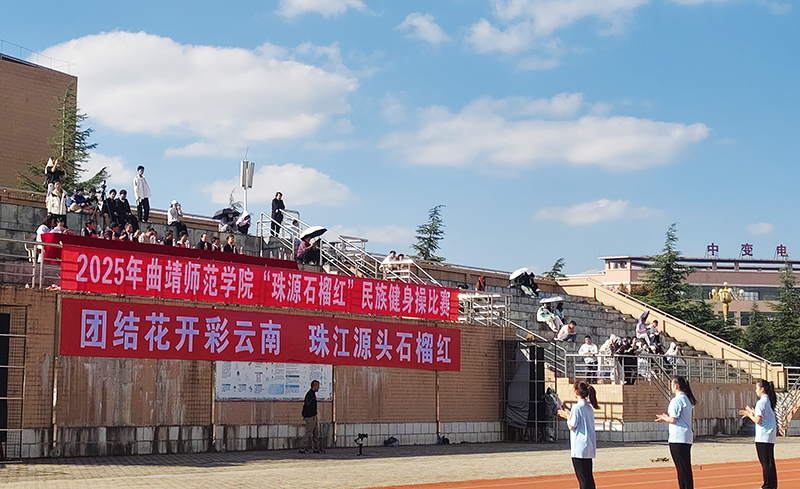 中变电
2025年曲靖师范学院“珠源石榴红”民族健身操比赛
团结花开彩云南 珠江源头石榴红